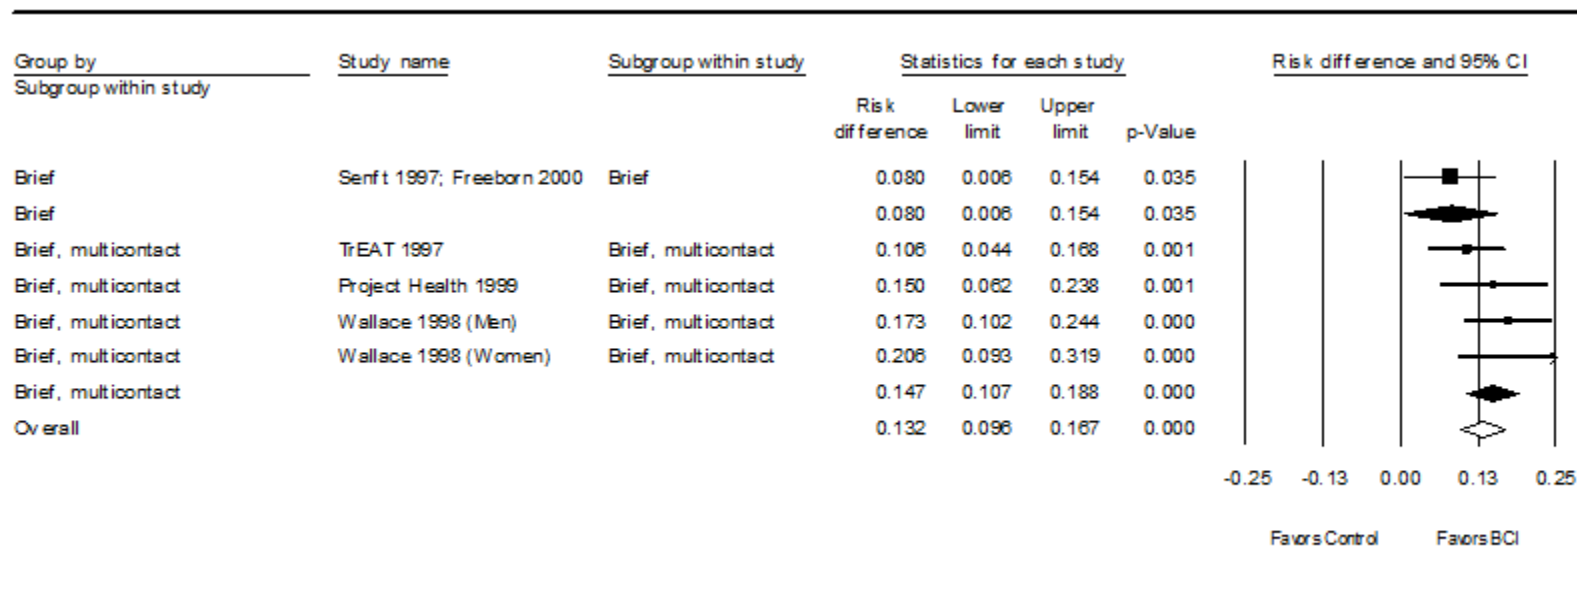 Group by Study name Subgroup within study Statistics for each study Risk difference and 95% CI
Subgroup within study
Risk Lower Upper
difference limit limit p-Value
Brief Senft 1997; Freeborn 2000 Brief 0.080 0.006 0.154 0.035
Brief 0.080 0.006 0.154 0.035
Brief, multicontact TrEAT 1997 Brief, multicontact 0.106 0.044 0.168 0.001
Brief, multicontact Project Health 1999 Brief, multicontact 0.150 0.062 0.238 0.001
Brief, multicontact Wallace 1998 (Men) Brief, multicontact 0.173 0.102 0.244 0.000
Brief, multicontact Wallace 1998 (Women) Brief, multicontact 0.206 0.093 0.319 0.000
Brief, multicontact 0.147 0.107 0.188 0.000
Overall 0.132 0.096 0.167 0.000
-0.25 -0.13 0.00 0.13 0.25
Favors Control Favors BCI